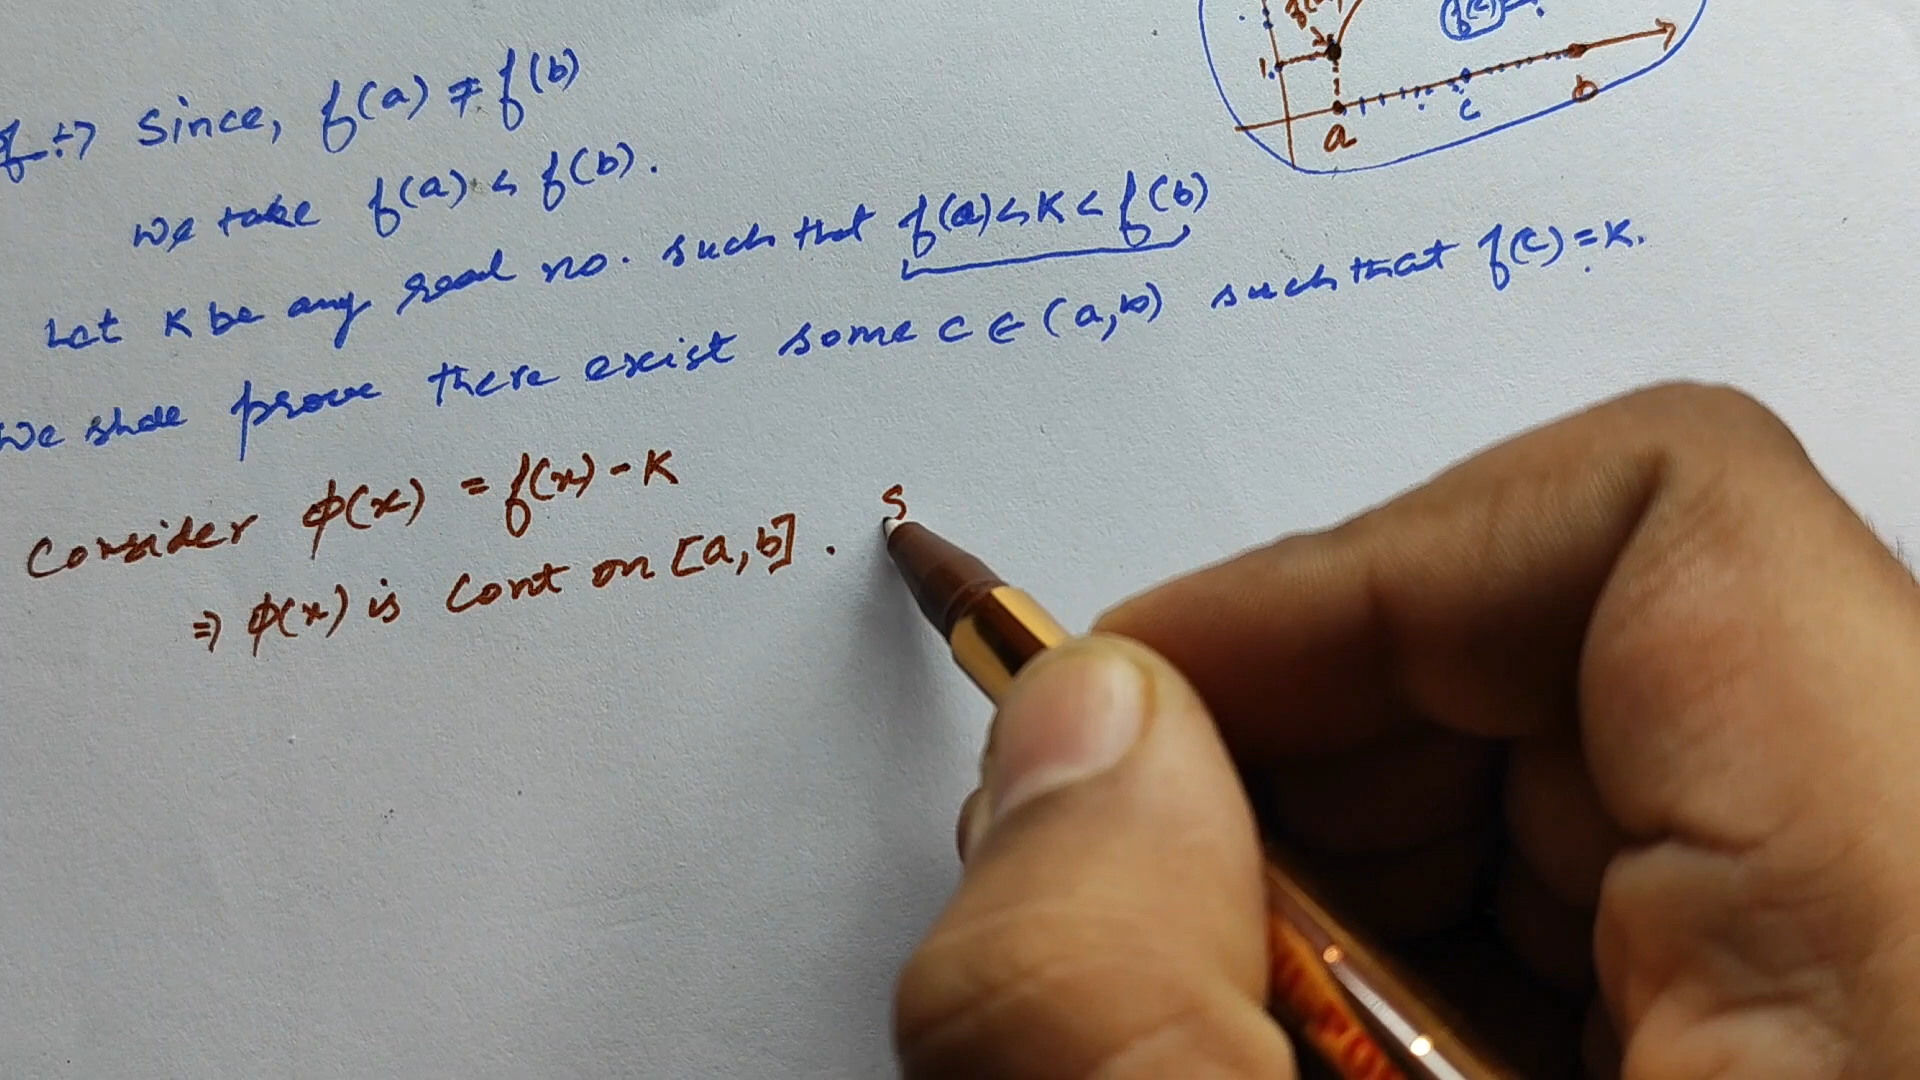 Since, f(a) ≠ f(b)
We take f(a) < f(b).
Let K be any real no. such that f(a) < K < f(b)
We shall prove there exist some c ∈ (a,b) such that f(c) = K.
Consider φ(x) = f(x) - K
⇒ φ(x) is cont on [a,b]. S
1
a
c
b